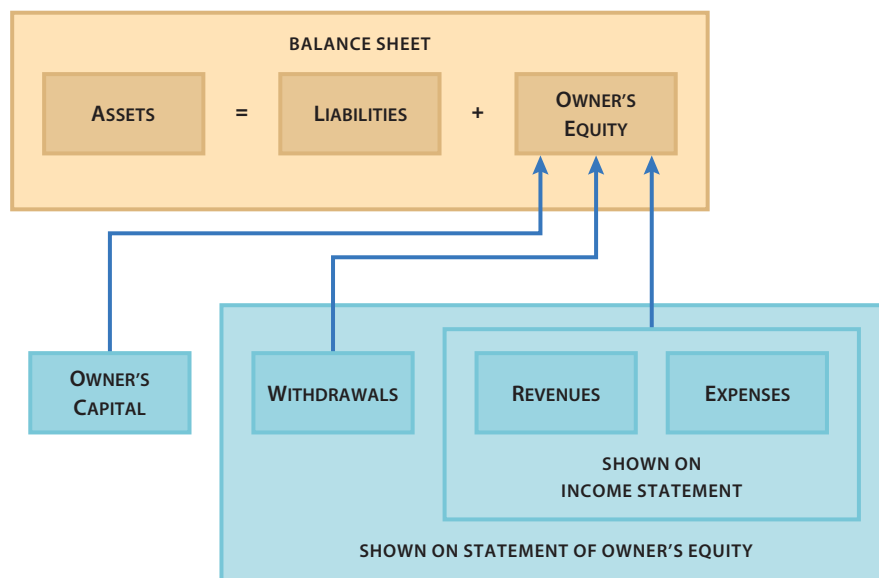 BALANCE SHEET
ASSETS = LIABILITIES + OWNER'S
EQUITY
OWNER'S
CAPITAL
WITHDRAWALS
REVENUES
EXPENSES
SHOWN ON
INCOME STATEMENT
SHOWN ON STATEMENT OF OWNER'S EQUITY